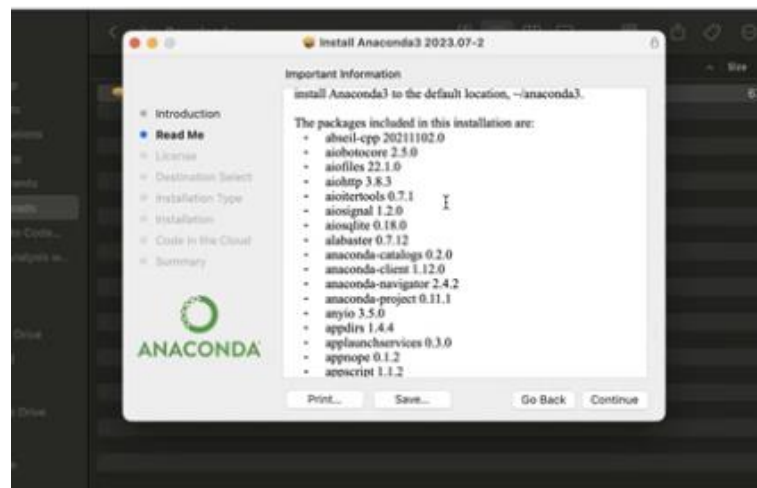 Install Anaconda3 2023.07-2
Size
Important Information
Introduction
Read Me
License
Destination Select
Installation Type
Installation
Code in the Cloud
Summary
ANACONDA
install Anaconda3 to the default location, ~/anaconda3.
The packages included in this installation are:
- abseil-cpp 20211102.0
- aiobotocore 2.5.0
- aiofiles 22.1.0
- aiohttp 3.8.3
- aioitertools 0.7.1
- aiosignal 1.2.0
- aiosqlite 0.18.0
- alabaster 0.7.12
- anaconda-catalogs 0.2.0
- anaconda-client 1.12.0
- anaconda-navigator 2.4.2
- anaconda-project 0.11.1
- anyio 3.5.0
- appdirs 1.4.4
- applaunchservices 0.3.0
- appnope 0.1.2
- appscript 1.1.2
Print...
Save...
Go Back
Continue
Drive
Drive